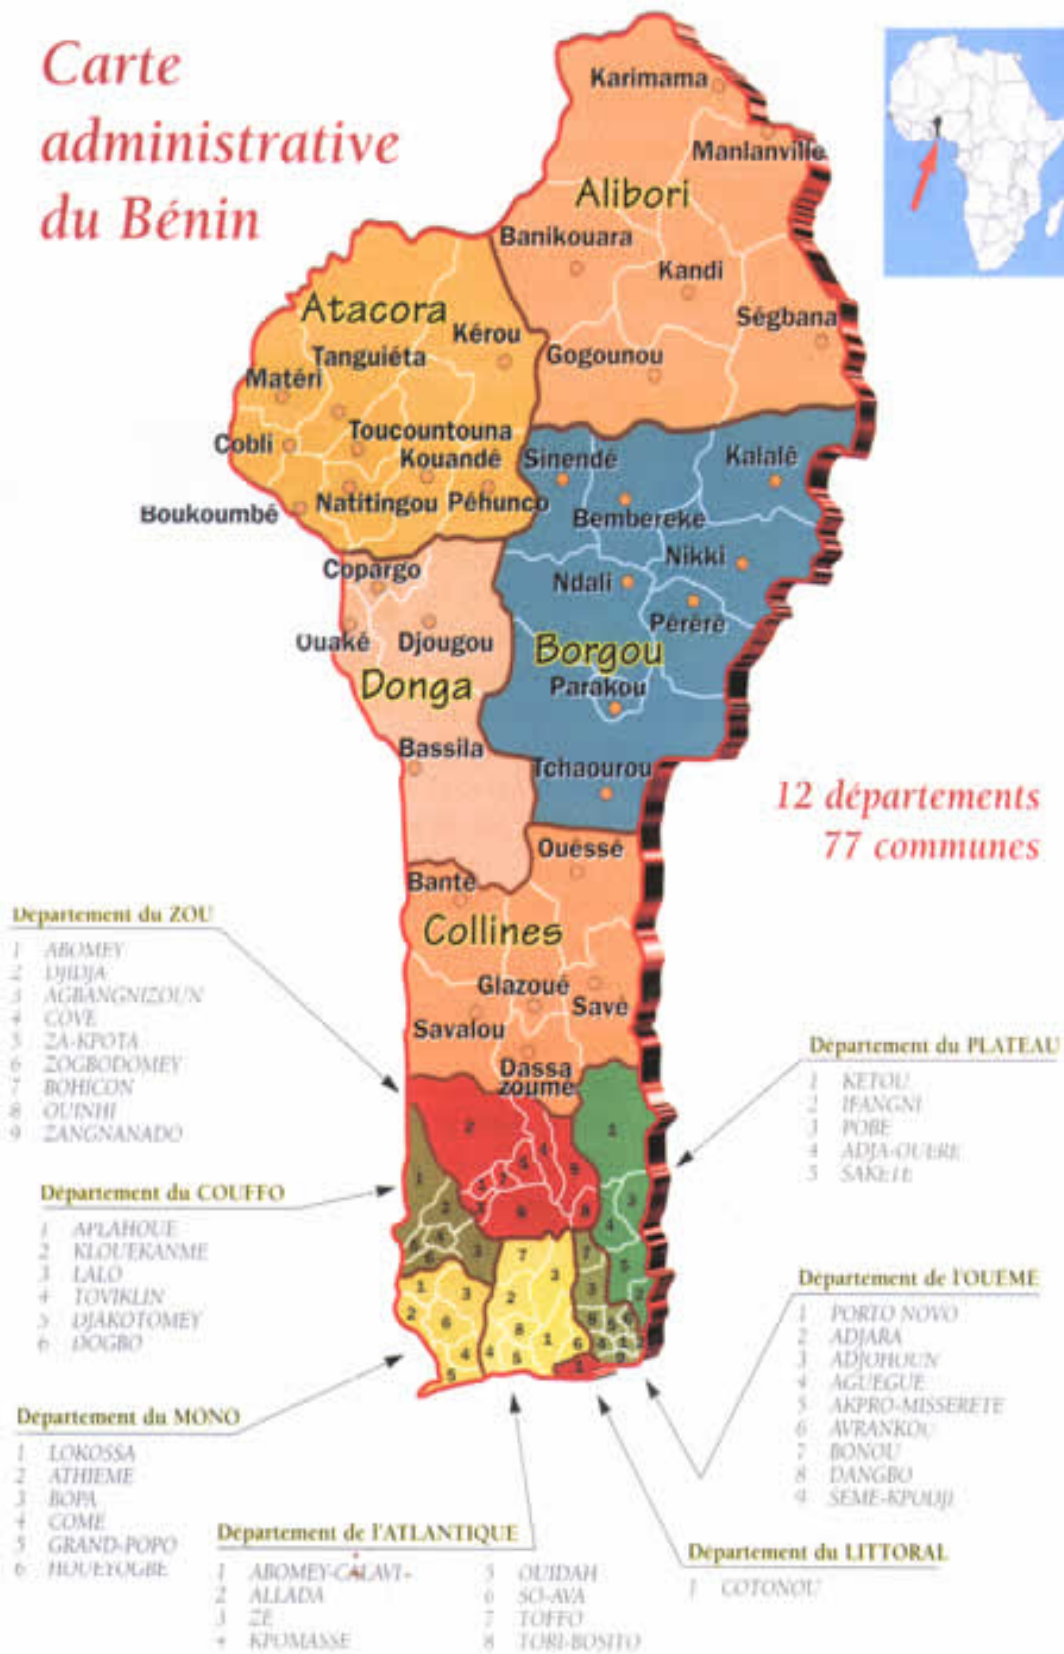 Carte
administrative
du Bénin
Karimama
Manlanville
Alibori
Banikouara
Kandi
Ségbana
Gogounou
Atacora
Kérou
Tanguiéta
Matéri
Cobli
Toucountouna
Kouandé
Natitingou
Péhunco
Boukoumbé
Sinendé
Kalalê
Bembereke
Nikki
Ndali
Pèrèrè
Borgou
Parakou
Tchaourou
Copargo
Ouaké
Djougou
Donga
Bassila
12 départements
77 communes
Ouèssè
Bante
Collines
Glazoué
Savè
Savalou
Dassa
zoume
Département du ZOU
1 ABOMEY
2 DJIDJA
3 AGBANGNIZOUN
4 COVE
5 ZA-KPOTA
6 ZOGBODOMEY
7 BOHICON
8 OUINHI
9 ZANGNANADO
Département du COUFFO
1 APLAHOUE
2 KLOUEKANME
3 LALO
4 TOVIKLIN
5 DJAKOTOMEY
6 DOGBO
Département du MONO
1 LOKOSSA
2 ATHIEME
3 BOPA
4 COME
5 GRAND-POPO
6 HOUEYOGBE
Département de l'ATLANTIQUE
1 ABOMEY-CALAVI
2 ALLADA
3 ZE
4 KPOMASSE
5 OUIDAH
6 SO-AVA
7 TOFFO
8 TORI-BOSITO
Département du LITTORAL
1 COTONOU
Département de l'OUEME
1 PORTO NOVO
2 ADJARA
3 ADJOHOUN
4 AGUEGUE
5 AKPRO-MISSERETE
6 AVRANKOU
7 BONOU
8 DANGBO
9 SEME-KPODJI
Département du PLATEAU
1 KETOU
2 IFANGNI
3 POBE
4 ADJA-OUERE
5 SAKETE